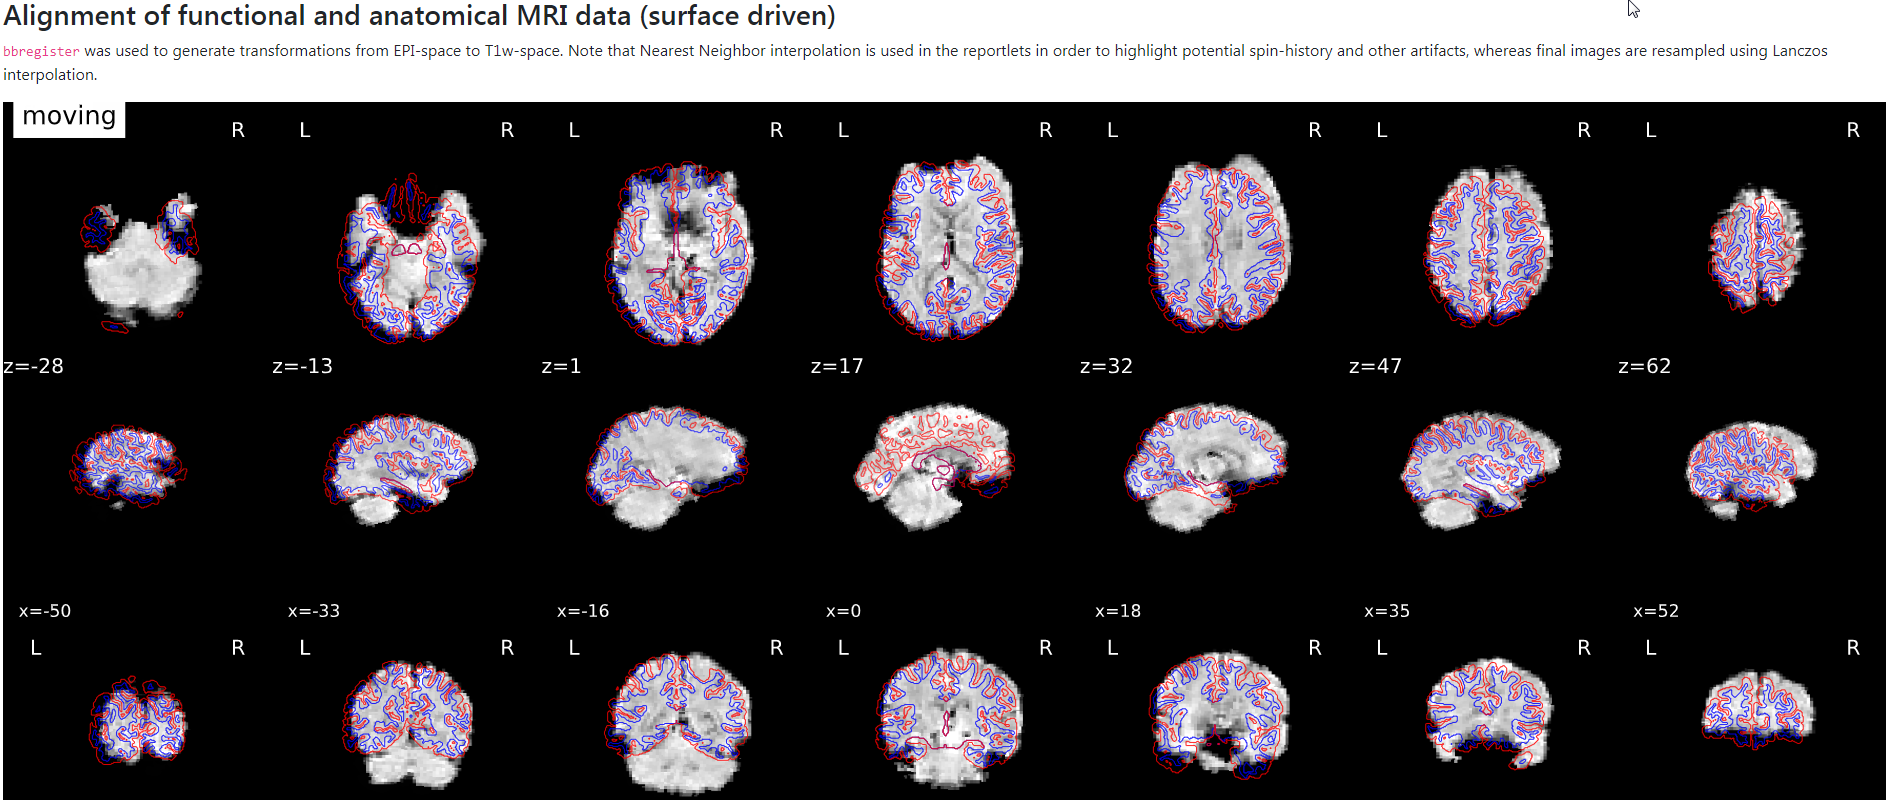 Alignment of functional and anatomical MRI data (surface driven)
bbregister was used to generate transformations from EPI-space to T1w-space. Note that Nearest Neighbor interpolation is used in the reportlets in order to highlight potential spin-history and other artifacts, whereas final images are resampled using Lanczos
interpolation.
moving
R L R L R L R L R L R L R
z=-28 z=-13 z=1 z=17 z=32 z=47 z=62
x=-50 x=-33 x=-16 x=0 x=18 x=35 x=52
L R L R L R L R L R L R L R